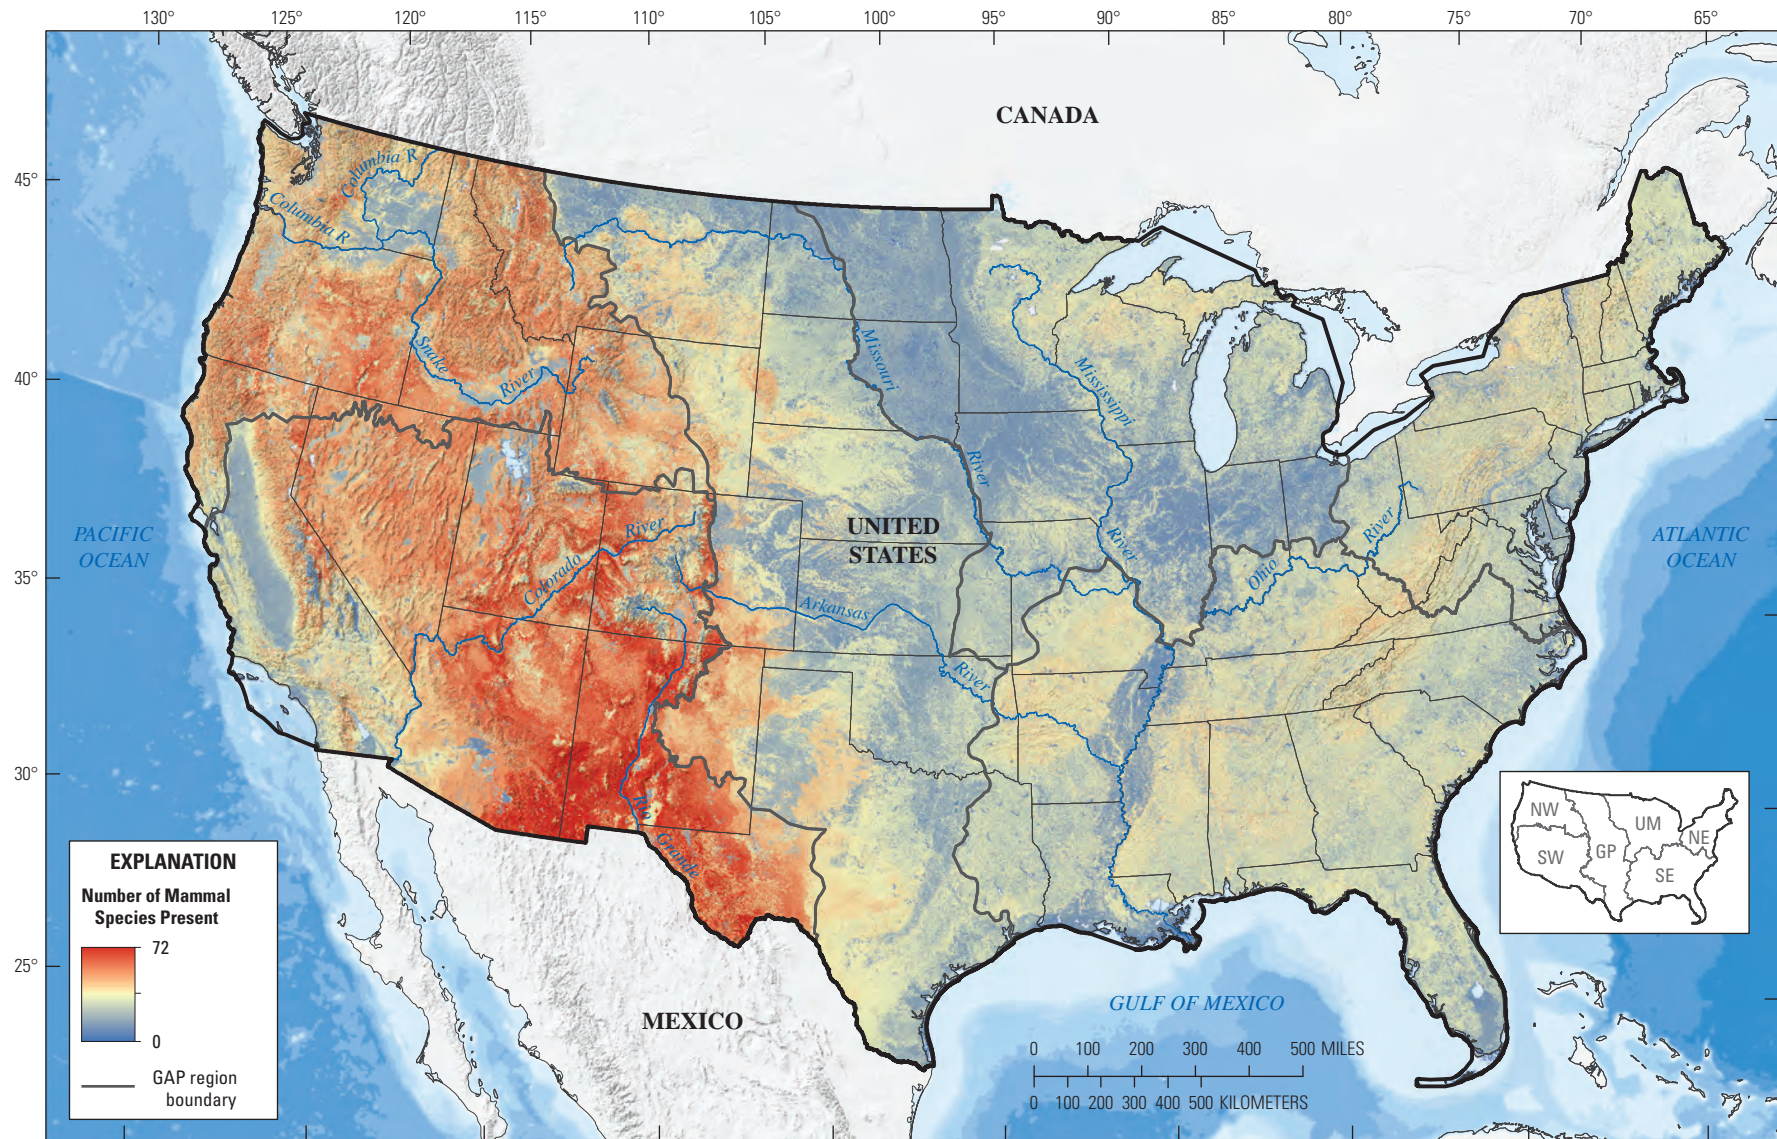 130°
125°
120°
115°
110°
105°
100°
95°
90°
85°
80°
75°
70°
65°
45°
40°
35°
30°
25°
CANADA
Columbia R
Columbia R
Snake
River
Missouri
River
Mississippi
River
PACIFIC
OCEAN
UNITED
STATES
ATLANTIC
OCEAN
Colorado
River
Arkansas
River
Ohio
River
Rio
Grande
MEXICO
GULF OF MEXICO
EXPLANATION
Number of Mammal
Species Present
72
0
GAP region
boundary
0 100 200 300 400 500 MILES
0 100 200 300 400 500 KILOMETERS
NW
UM
NE
SW
GP
SE